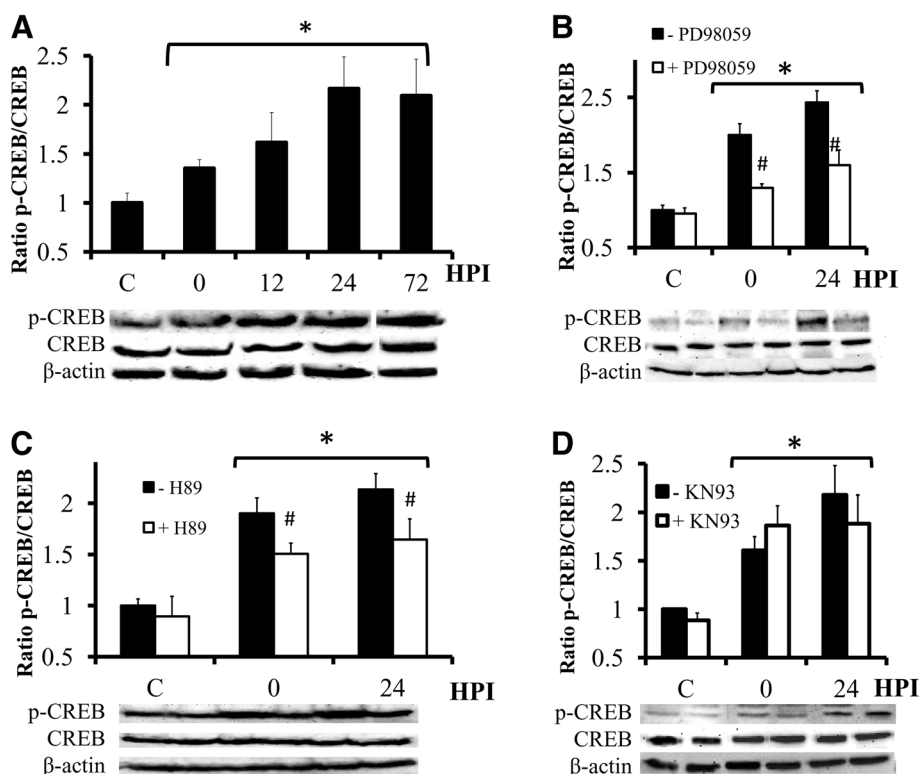 A
*
Ratio p-CREB/CREB
2.5
2
1.5
1
0.5
C 0 12 24 72 HPI
p-CREB
CREB
β-actin
B
- PD98059
+ PD98059
*
Ratio p-CREB/CREB
2.5
1.5
0.5
# #
C 0 24 HPI
p-CREB
CREB
β-actin
C
*
- H89
+ H89
Ratio p-CREB/CREB
2
1.5
1
0.5
# #
C 0 24 HPI
p-CREB
CREB
β-actin
D
*
- KN93
+ KN93
Ratio p-CREB/CREB
2.5
2
1.5
1
0.5
C 0 24 HPI
p-CREB
CREB
β-actin